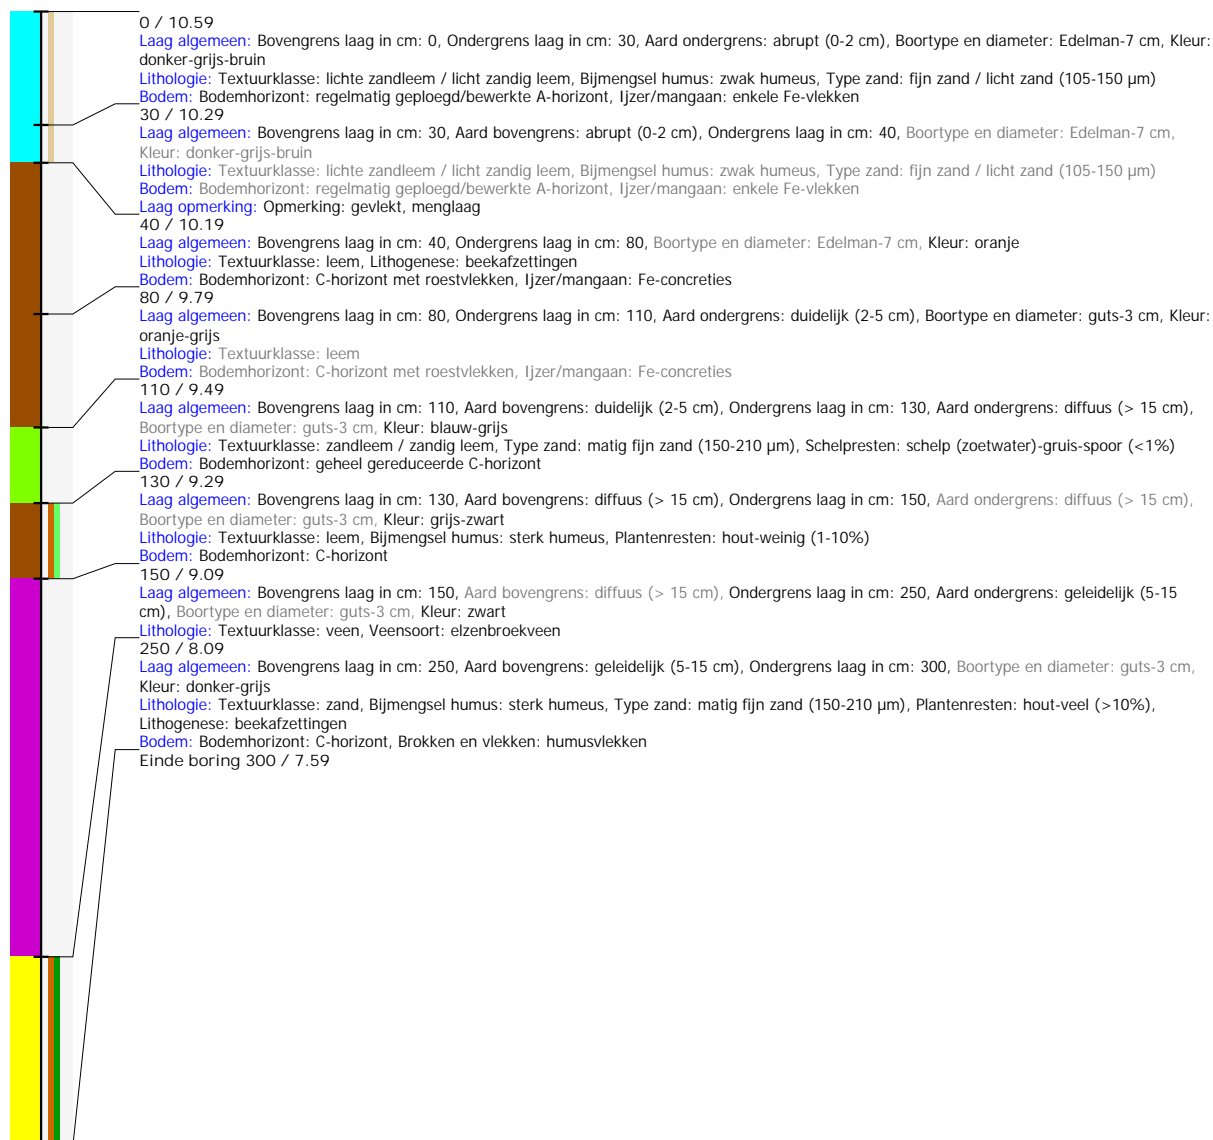 0 / 10.59
Laag algemeen: Bovengrens laag in cm: 0, Ondergrens laag in cm: 30, Aard ondergrens: abrupt (0-2 cm), Boortype en diameter: Edelman-7 cm, Kleur:
donker-grijs-bruin
Lithologie: Textuurklasse: lichte zandleem / licht zandig leem, Bijmengsel humus: zwak humeus, Type zand: fijn zand / licht zand (105-150 µm)
Bodem: Bodemhorizont: regelmatig geploegd/bewerkte A-horizont, Ijzer/mangaan: enkele Fe-vlekken
30 / 10.29
Laag algemeen: Bovengrens laag in cm: 30, Aard bovengrens: abrupt (0-2 cm), Ondergrens laag in cm: 40, Boortype en diameter: Edelman-7 cm,
Kleur: donker-grijs-bruin
Lithologie: Textuurklasse: lichte zandleem / licht zandig leem, Bijmengsel humus: zwak humeus, Type zand: fijn zand / licht zand (105-150 µm)
Bodem: Bodemhorizont: regelmatig geploegd/bewerkte A-horizont, Ijzer/mangaan: enkele Fe-vlekken
Laag opmerking: Opmerking: gevlekt, menglaag
40 / 10.19
Laag algemeen: Bovengrens laag in cm: 40, Ondergrens laag in cm: 80, Boortype en diameter: Edelman-7 cm, Kleur: oranje
Lithologie: Textuurklasse: leem, Lithogenese: beekafzettingen
Bodem: Bodemhorizont: C-horizont met roestvlekken, Ijzer/mangaan: Fe-concreties
80 / 9.79
Laag algemeen: Bovengrens laag in cm: 80, Ondergrens laag in cm: 110, Aard ondergrens: duidelijk (2-5 cm), Boortype en diameter: guts-3 cm, Kleur:
oranje-grijs
Lithologie: Textuurklasse: leem
Bodem: Bodemhorizont: C-horizont met roestvlekken, Ijzer/mangaan: Fe-concreties
110 / 9.49
Laag algemeen: Bovengrens laag in cm: 110, Aard bovengrens: duidelijk (2-5 cm), Ondergrens laag in cm: 130, Aard ondergrens: diffuus (> 15 cm),
Boortype en diameter: guts-3 cm, Kleur: blauw-grijs
Lithologie: Textuurklasse: zandleem / zandig leem, Type zand: matig fijn zand (150-210 µm), Schelpresten: schelp (zoetwater)-gruis-spoor (<1%)
Bodem: Bodemhorizont: geheel gereduceerde C-horizont
130 / 9.29
Laag algemeen: Bovengrens laag in cm: 130, Aard bovengrens: diffuus (> 15 cm), Ondergrens laag in cm: 150, Aard ondergrens: diffuus (> 15 cm),
Boortype en diameter: guts-3 cm, Kleur: grijs-zwart
Lithologie: Textuurklasse: leem, Bijmengsel humus: sterk humeus, Plantenresten: hout-weinig (1-10%)
Bodem: Bodemhorizont: C-horizont
150 / 9.09
Laag algemeen: Bovengrens laag in cm: 150, Aard bovengrens: diffuus (> 15 cm), Ondergrens laag in cm: 250, Aard ondergrens: geleidelijk (5-15
cm), Boortype en diameter: guts-3 cm, Kleur: zwart
Lithologie: Textuurklasse: veen, Veensoort: elzenbroekveen
250 / 8.09
Laag algemeen: Bovengrens laag in cm: 250, Aard bovengrens: geleidelijk (5-15 cm), Ondergrens laag in cm: 300, Boortype en diameter: guts-3 cm,
Kleur: donker-grijs
Lithologie: Textuurklasse: zand, Bijmengsel humus: sterk humeus, Type zand: matig fijn zand (150-210 µm), Plantenresten: hout-veel (>10%),
Lithogenese: beekafzettingen
Bodem: Bodemhorizont: C-horizont, Brokken en vlekken: humusvlekken
Einde boring 300 / 7.59